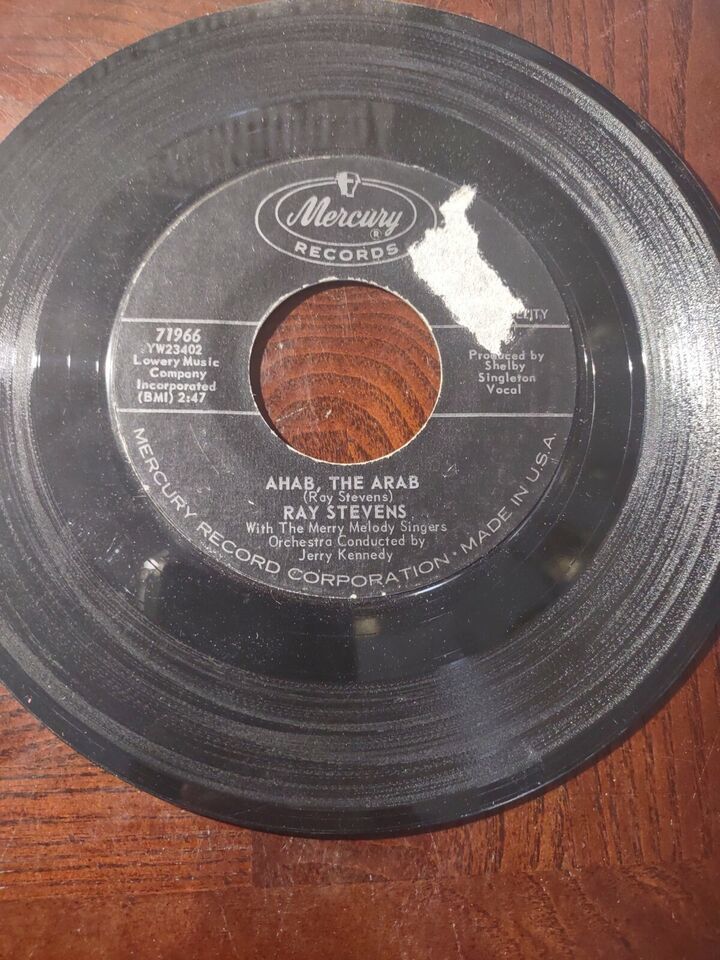 Mercury
®
RECORDS
71966
YW23402
Lowery Music
Company
Incorporated
(BMI) 2:47
Produced by
Shelby
Singleton
Vocal
AHAB, THE ARAB
(Ray Stevens)
RAY STEVENS
With The Merry Melody Singers
Orchestra Conducted by
Jerry Kennedy
MERCURY RECORD CORPORATION • MADE IN U.S.A.